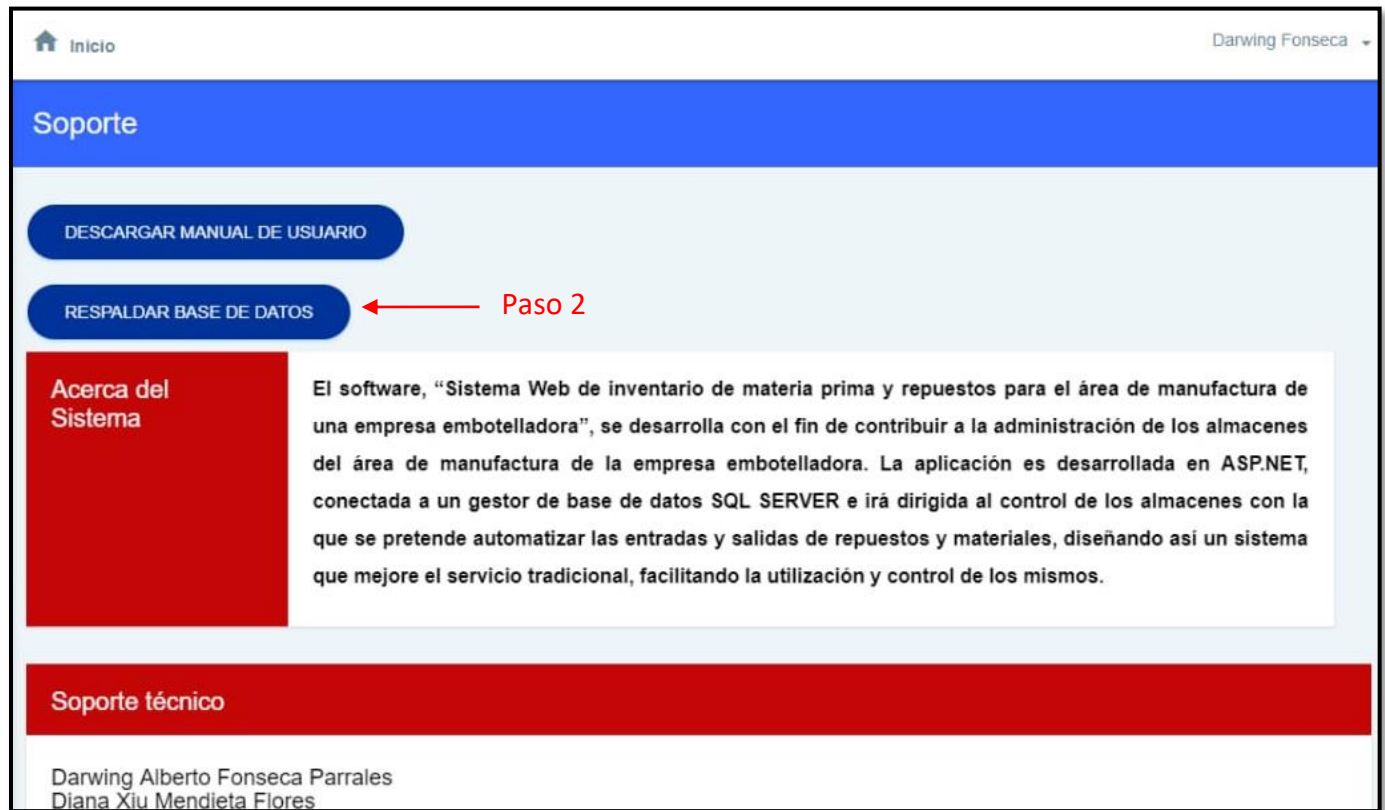 Inicio
Darwing Fonseca
Soporte
DESCARGAR MANUAL DE USUARIO
RESPALDAR BASE DE DATOS
Paso 2
Acerca del
Sistema
El software, “Sistema Web de inventario de materia prima y repuestos para el área de manufactura de
una empresa embotelladora”, se desarrolla con el fin de contribuir a la administración de los almacenes
del área de manufactura de la empresa embotelladora. La aplicación es desarrollada en ASP.NET,
conectada a un gestor de base de datos SQL SERVER e irá dirigida al control de los almacenes con la
que se pretende automatizar las entradas y salidas de repuestos y materiales, diseñando así un sistema
que mejore el servicio tradicional, facilitando la utilización y control de los mismos.
Soporte técnico
Darwing Alberto Fonseca Parrales
Diana Xiu Mendieta Flores